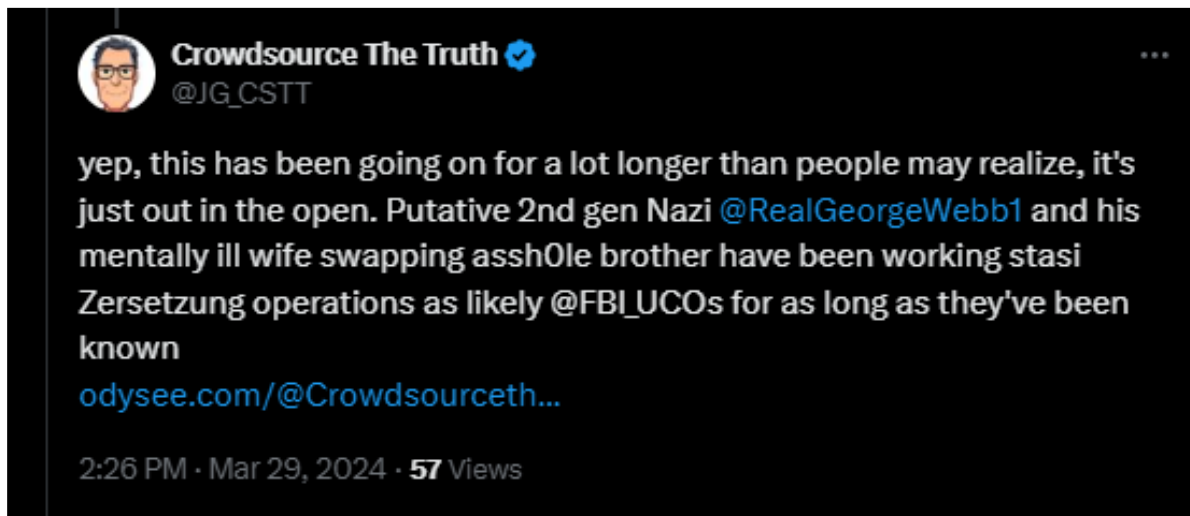 Crowdsource The Truth
@JG_CSTT
yep, this has been going on for a lot longer than people may realize, it's
just out in the open. Putative 2nd gen Nazi @RealGeorgeWebb1 and his
mentally ill wife swapping assh0le brother have been working stasi
Zersetzung operations as likely @FBI_UCOs for as long as they've been
known
odysee.com/@Crowdsourceth...
2:26 PM · Mar 29, 2024 · 57 Views